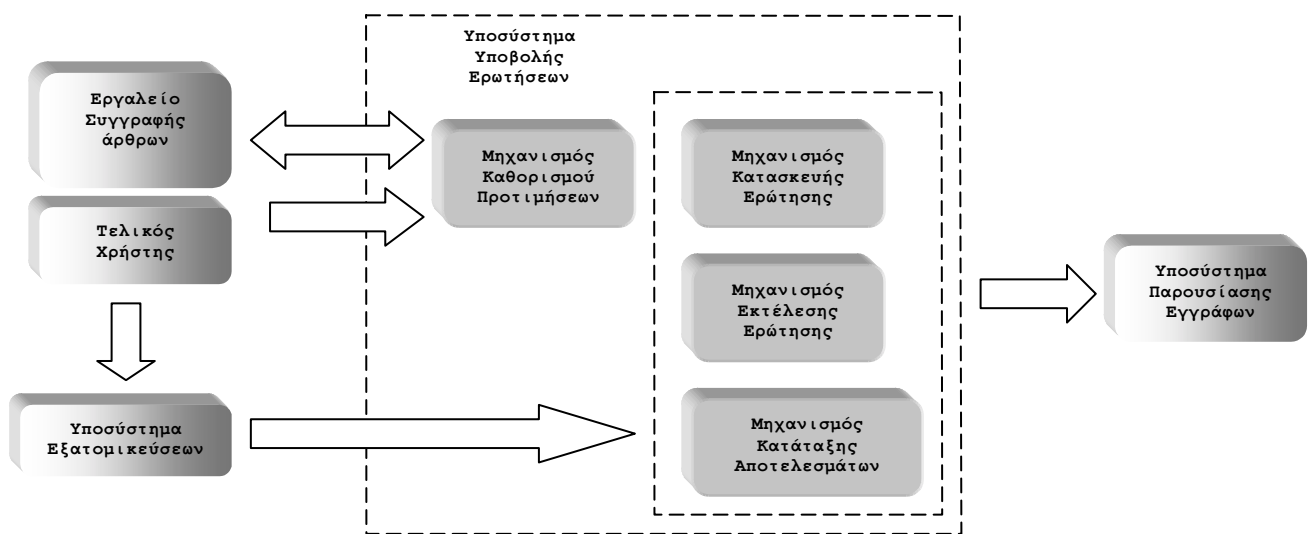 Υποσύστημα
Υποβολής
Ερωτήσεων
Εργαλείο
Συγγραφής
άρθρων
Τελικός
Χρήστης
Υποσύστημα
Εξατομικεύσεων
Μηχανισμός
Καθορισμού
Προτιμήσεων
Μηχανισμός
Κατασκευής
Ερώτησης
Μηχανισμός
Εκτέλεσης
Ερώτησης
Μηχανισμός
Κατάταξης
Αποτελεσμάτων
Υποσύστημα
Παρουσίασης
Εγγράφων